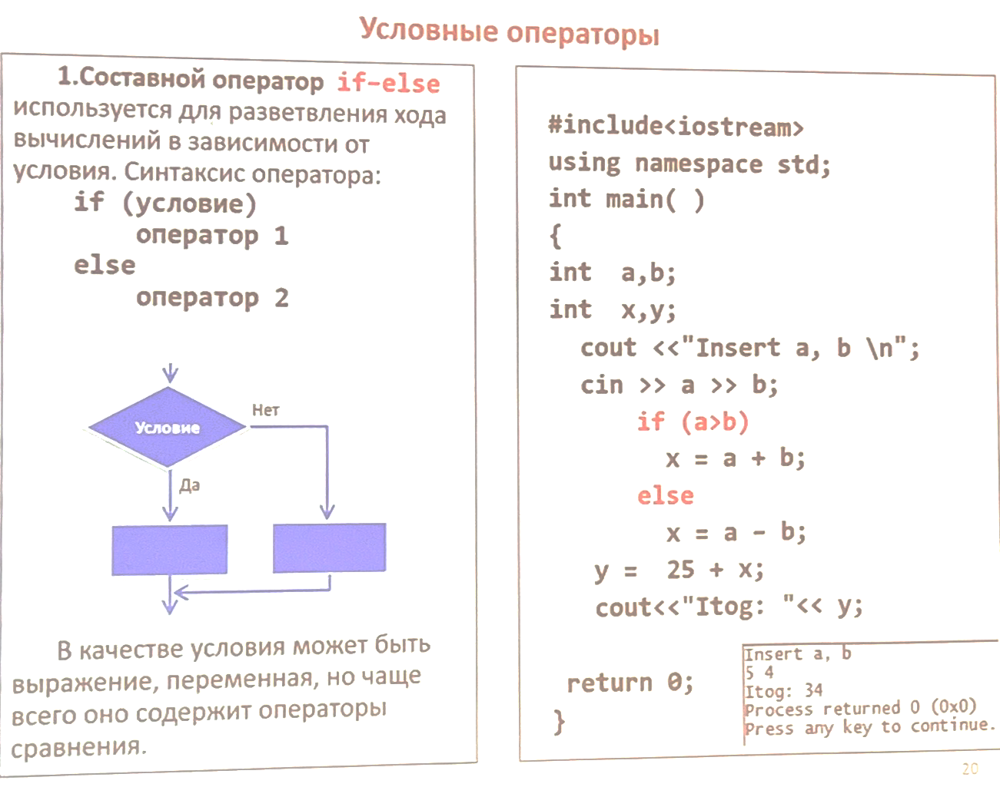 Условные операторы
1.Составной оператор if-else
используется для разветвления хода
вычислений в зависимости от
условия. Синтаксис оператора:
if (условие)
оператор 1
else
оператор 2
Условие
Нет
Да
В качестве условия может быть
выражение, переменная, но чаще
всего оно содержит операторы
сравнения.
#include<iostream>
using namespace std;
int main( )
{
int  a,b;
int  x,y;
cout <<"Insert a, b \n";
cin >> a >> b;
if (a>b)
x = a + b;
else
x = a - b;
y =  25 + x;
cout<<"Itog: "<< y;
return 0;
}
Insert a, b
5 4
Itog: 34
Process returned 0 (0x0)
Press any key to continue.
20